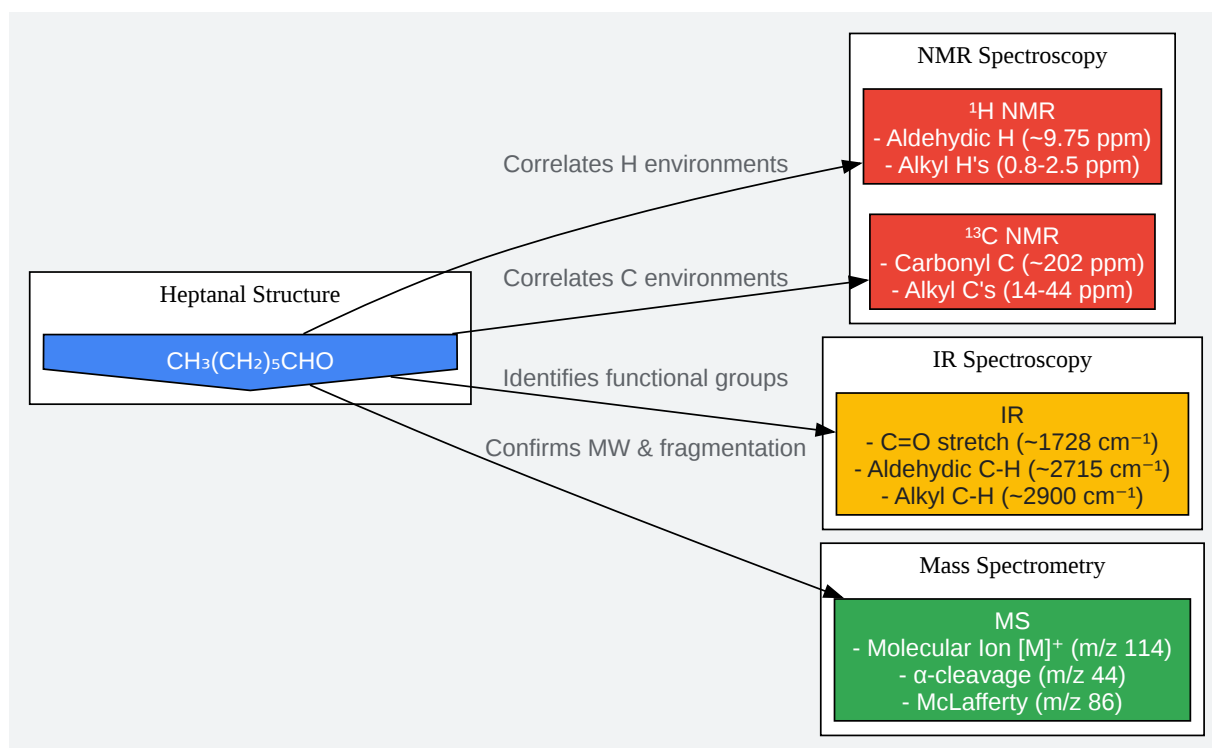 Heptanal Structure
CH₃(CH₂)₅CHO
Correlates H environments
Correlates C environments
Identifies functional groups
Confirms MW & fragmentation
NMR Spectroscopy
¹H NMR
- Aldehydic H (~9.75 ppm)
- Alkyl H's (0.8-2.5 ppm)
¹³C NMR
- Carbonyl C (~202 ppm)
- Alkyl C's (14-44 ppm)
IR Spectroscopy
IR
- C=O stretch (~1728 cm⁻¹)
- Aldehydic C-H (~2715 cm⁻¹)
- Alkyl C-H (~2900 cm⁻¹)
Mass Spectrometry
MS
- Molecular Ion [M]⁺ (m/z 114)
- α-cleavage (m/z 44)
- McLafferty (m/z 86)